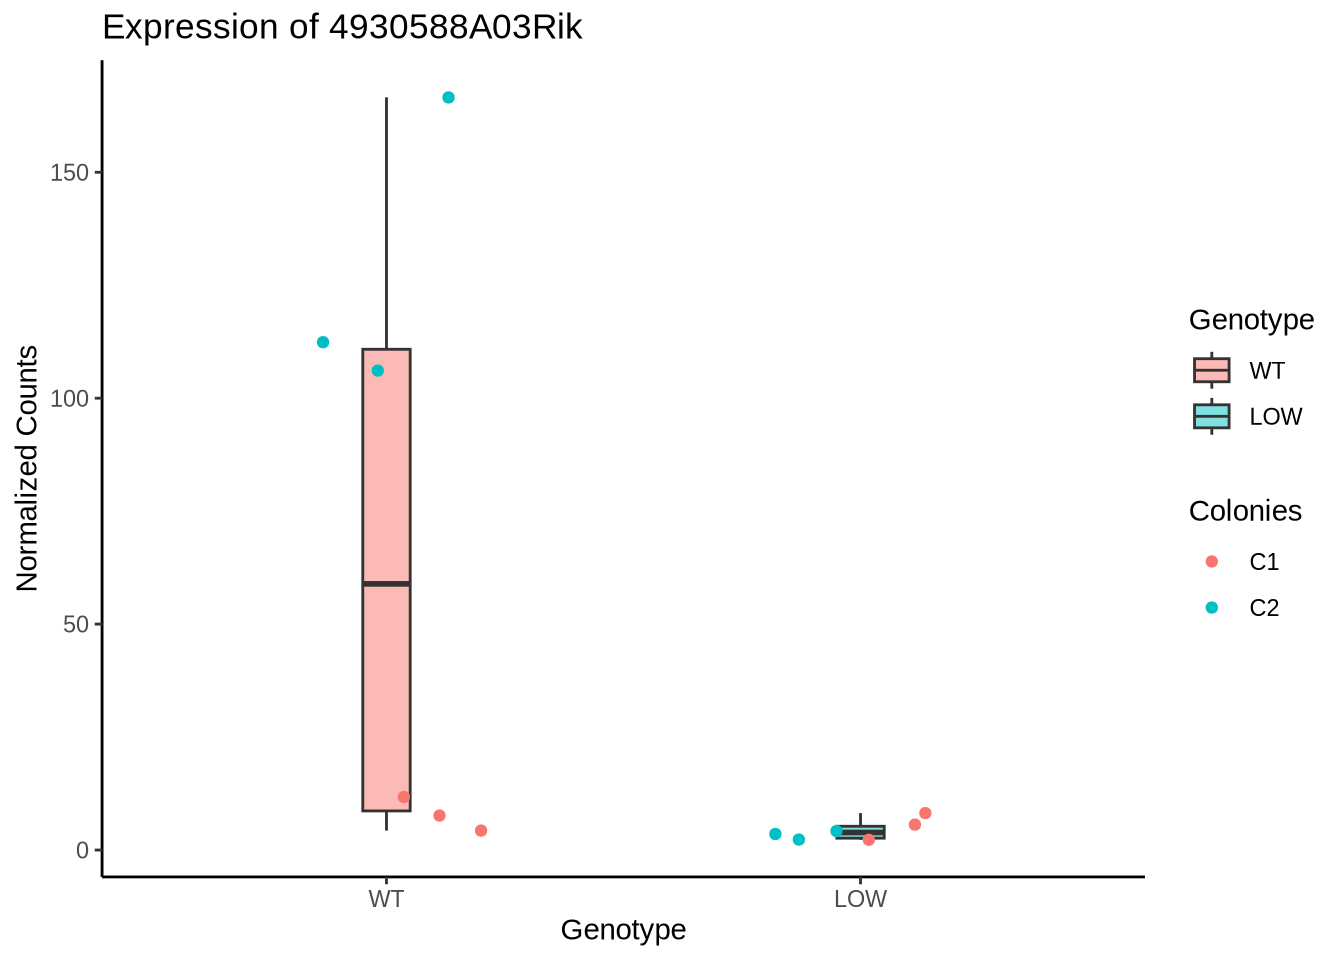 Expression of 4930588A03Rik
Normalized Counts
150
100
50
0
WT
LOW
Genotype
Genotype
WT
LOW
Colonies
C1
C2